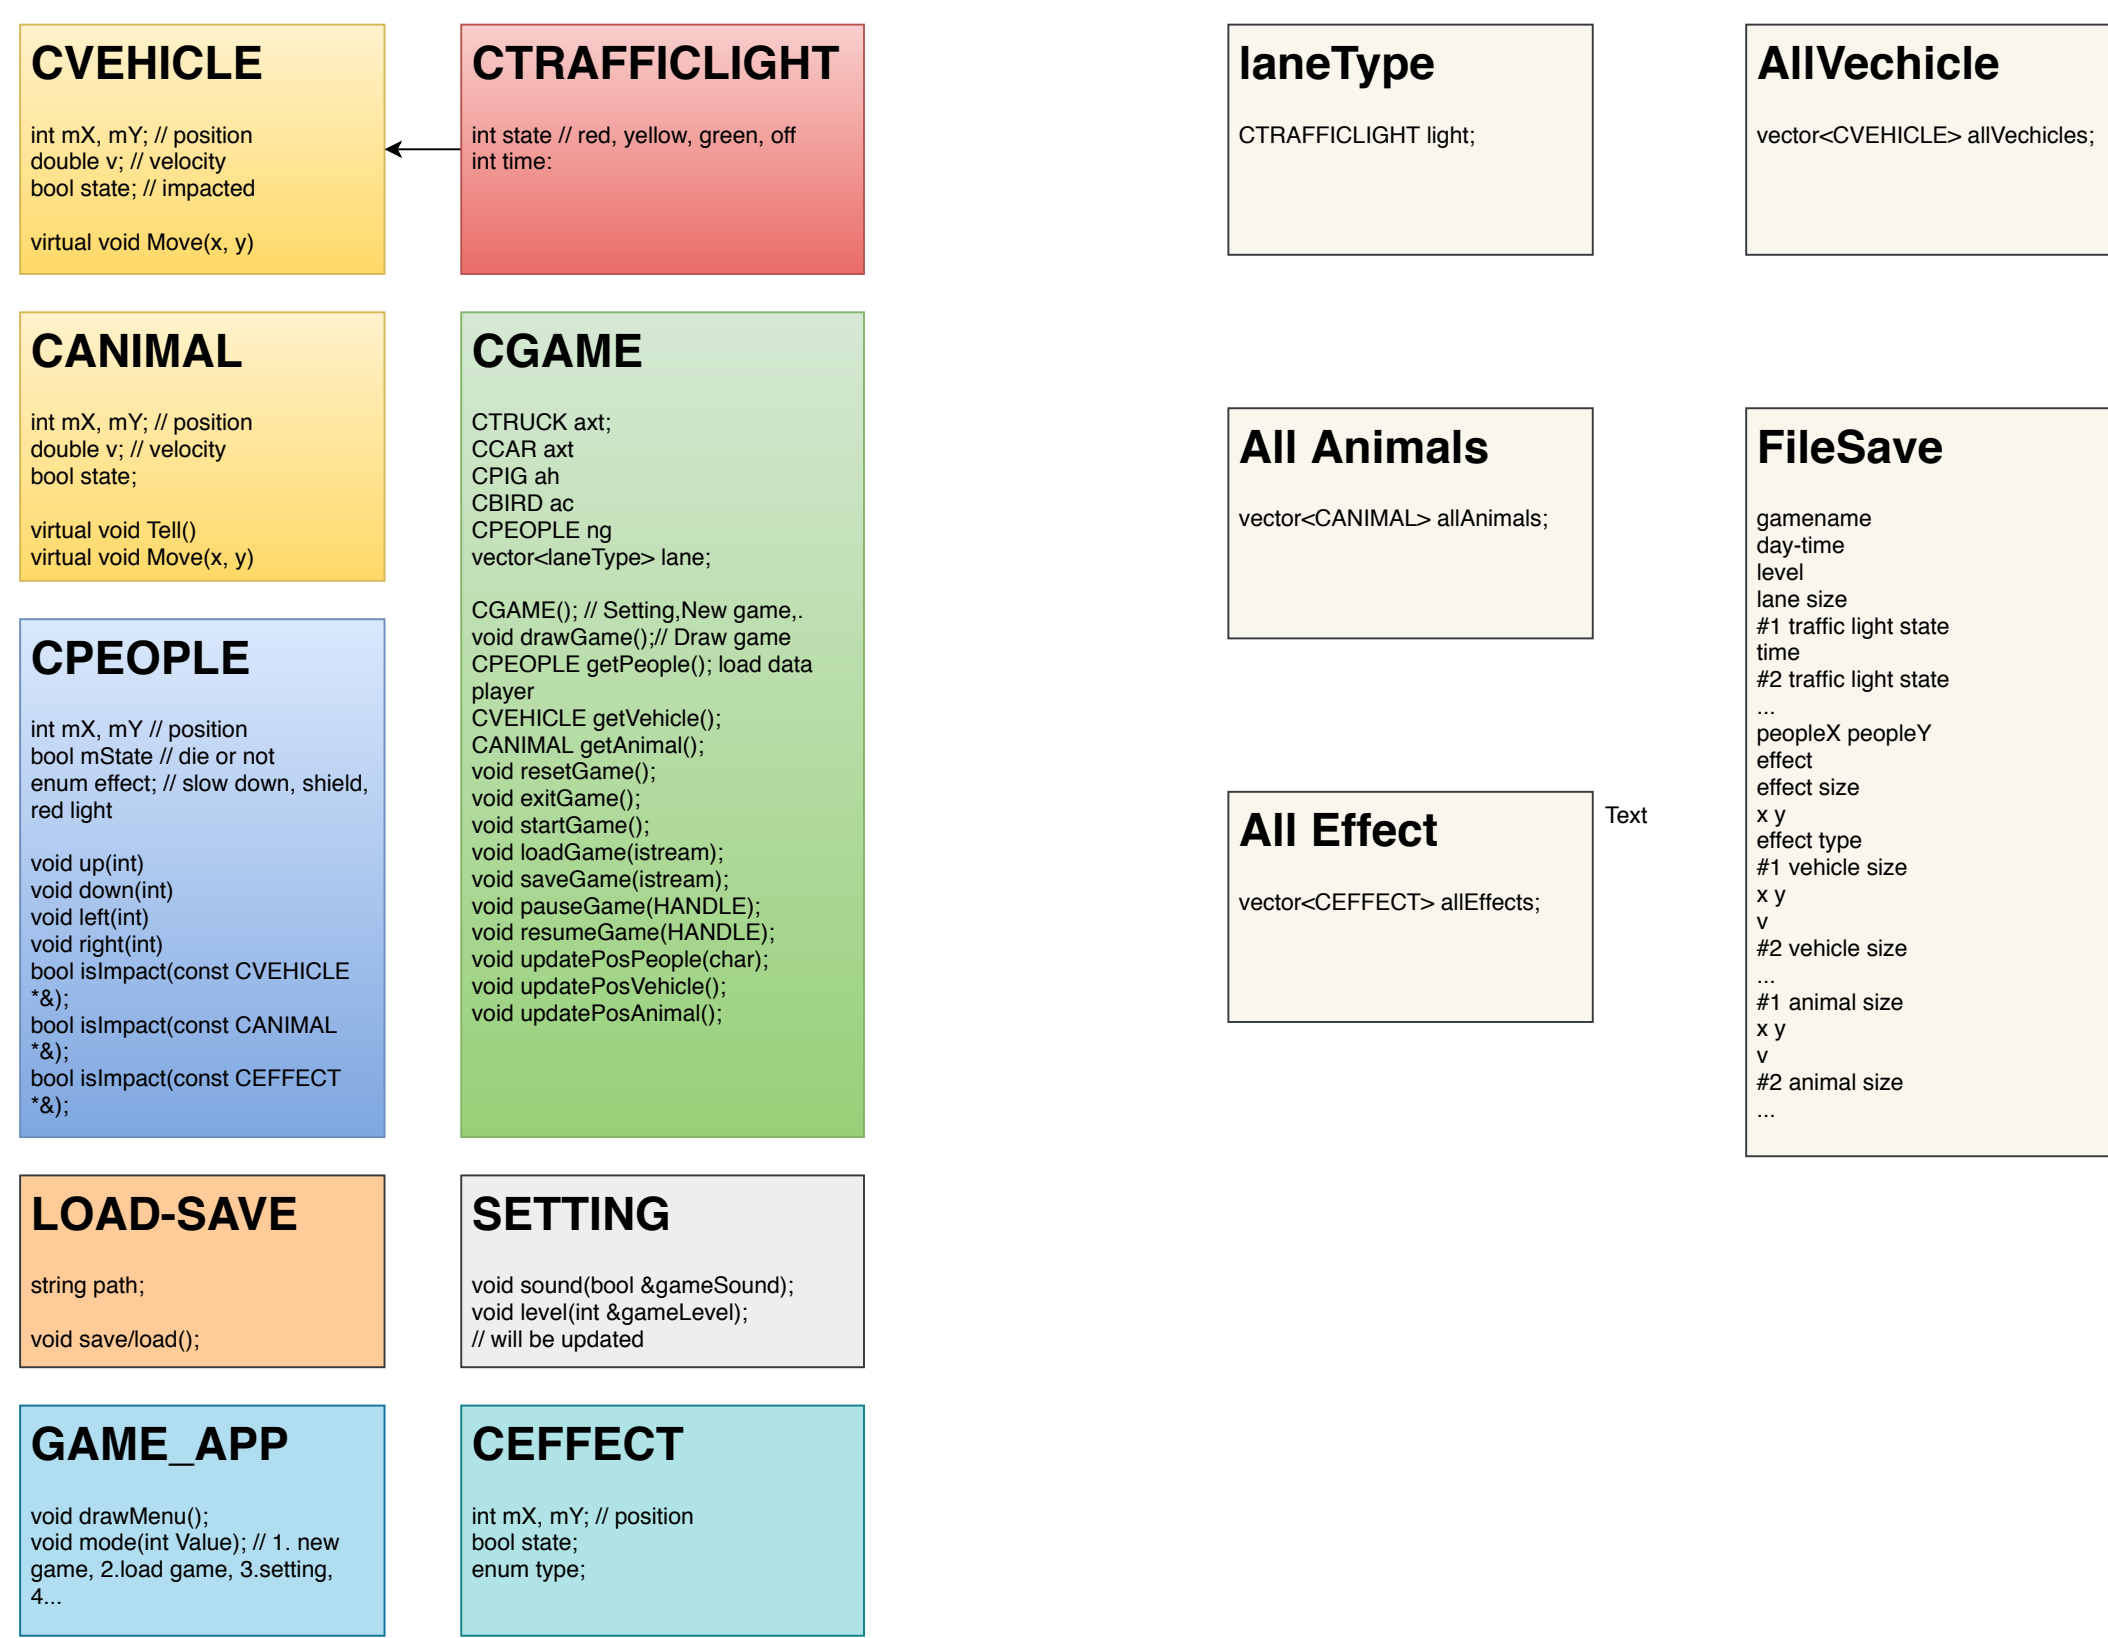 CVEHICLE
int mX, mY; // position
double v; // velocity
bool state; // impacted
virtual void Move(x, y)
CTRAFFICLIGHT
int state // red, yellow, green, off
int time:
laneType
CTRAFFICLIGHT light;
AllVechicle
vector<CVEHICLE> allVechicles;
CANIMAL
int mX, mY; // position
double v; // velocity
bool state;
virtual void Tell()
virtual void Move(x, y)
CGAME
CTRUCK axt;
CCAR axt
CPIG ah
CBIRD ac
CPEOPLE ng
vector<laneType> lane;
CGAME(); // Setting,New game,.
void drawGame();// Draw game
CPEOPLE getPeople(); load data
player
CVEHICLE getVehicle();
CANIMAL getAnimal();
void resetGame();
void exitGame();
void startGame();
void loadGame(istream);
void saveGame(istream);
void pauseGame(HANDLE);
void resumeGame(HANDLE);
void updatePosPeople(char);
void updatePosVehicle();
void updatePosAnimal();
All Animals
vector<CANIMAL> allAnimals;
FileSave
gamename
day-time
level
lane size
#1 traffic light state
time
#2 traffic light state
...
peopleX peopleY
effect
effect size
x y
effect type
#1 vehicle size
x y
v
#2 vehicle size
...
#1 animal size
x y
v
#2 animal size
...
CPEOPLE
int mX, mY // position
bool mState // die or not
enum effect; // slow down, shield,
red light
void up(int)
void down(int)
void left(int)
void right(int)
bool isImpact(const CVEHICLE
*&);
bool isImpact(const CANIMAL
*&);
bool isImpact(const CEFFECT
*&);
All Effect
vector<CEFFECT> allEffects;
Text
LOAD-SAVE
string path;
void save/load();
SETTING
void sound(bool &gameSound);
void level(int &gameLevel);
// will be updated
GAME_APP
void drawMenu();
void mode(int Value); // 1. new
game, 2.load game, 3.setting,
4...
CEFFECT
int mX, mY; // position
bool state;
enum type;